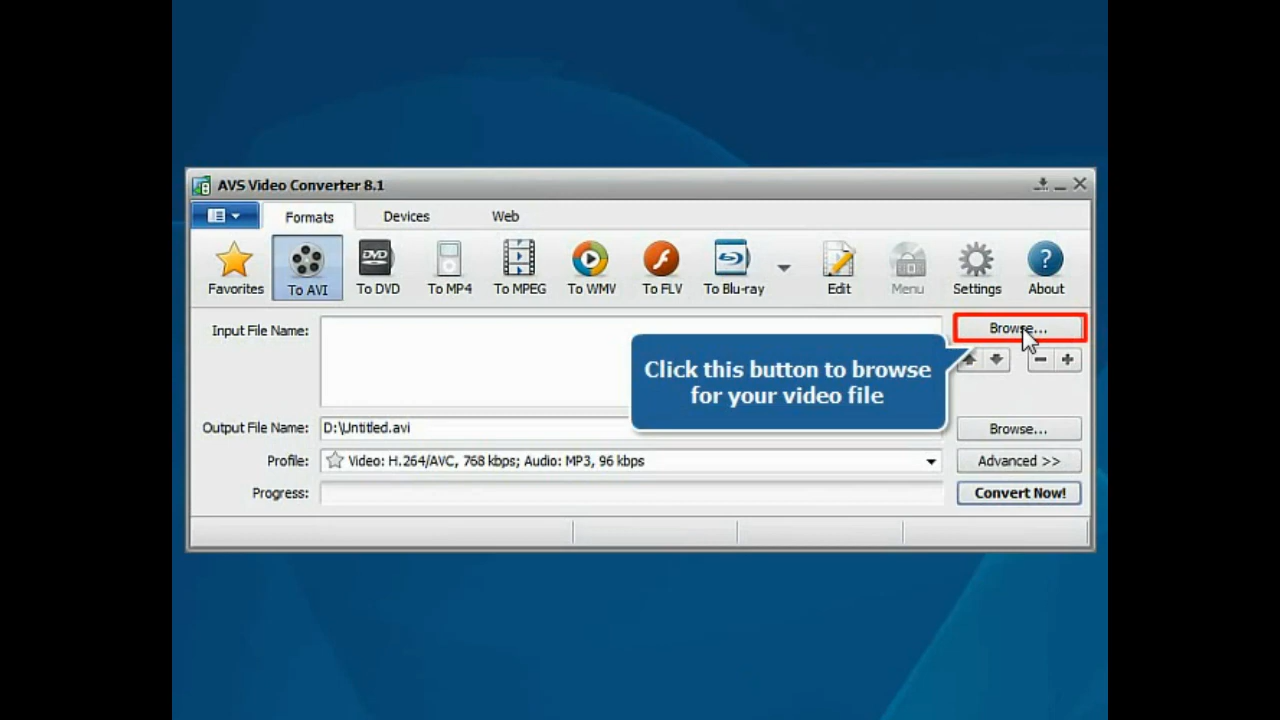 AVS Video Converter 8.1
Formats Devices Web
Favorites To AVI To DVD To MP4 To MPEG To WMV To FLV To Blu-ray Edit Menu Settings About
DVD
?
Input File Name: Browse...
Click this button to browse
for your video file
Output File Name: D:\Untitled.avi Browse...
Profile: Video: H.264/AVC, 768 kbps; Audio: MP3, 96 kbps Advanced >>
Progress: Convert Now!